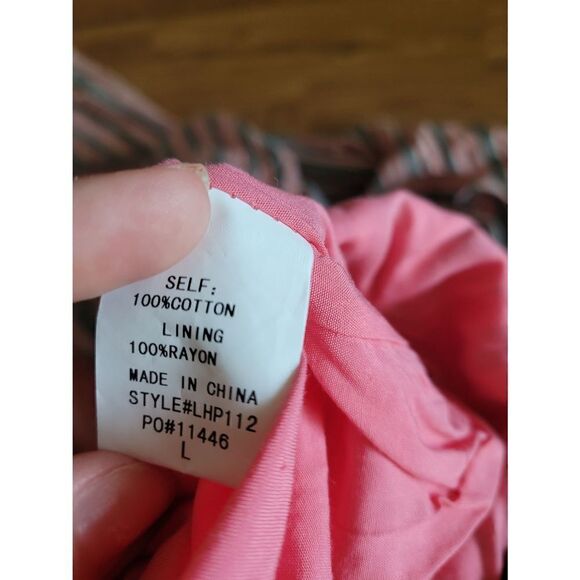 SELF:
100%COTTON
LINING
100%RAYON
MADE IN CHINA
STYLE#LHP112
PO#11446
L